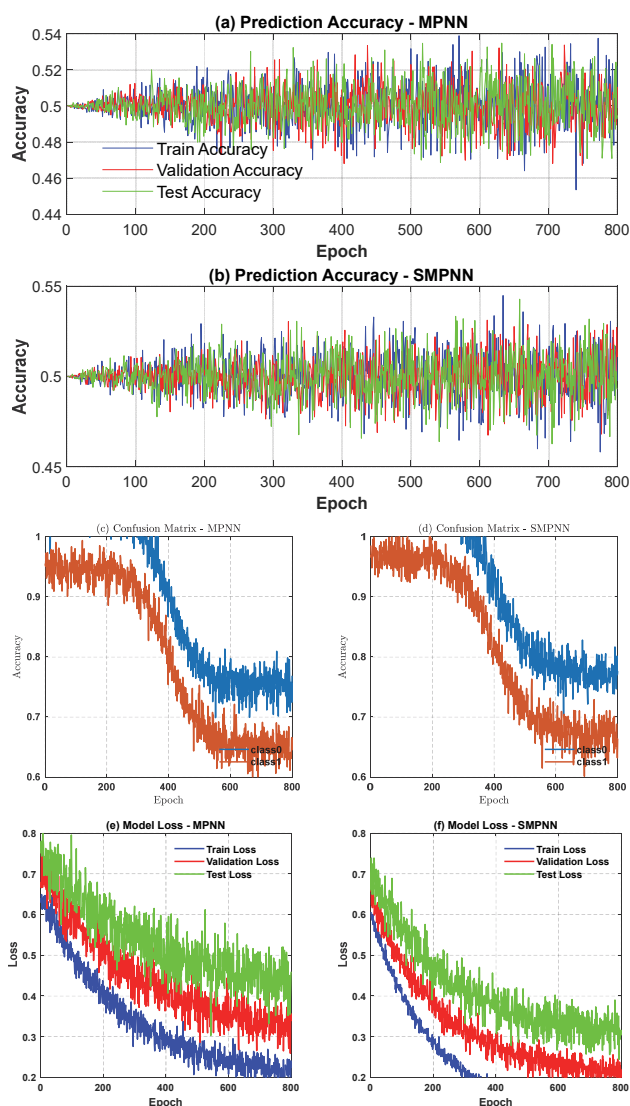 (a) Prediction Accuracy - MPNN
0.54
0.52
0.5
0.48
0.46
0.44
Accuracy
Train Accuracy
Validation Accuracy
Test Accuracy
0 100 200 300 400 500 600 700 800
Epoch
(b) Prediction Accuracy - SMPNN
0.55
0.5
0.45
Accuracy
0 100 200 300 400 500 600 700 800
Epoch
(c) Confusion Matrix - MPNN
1
0.9
0.8
0.7
0.6
Accuracy
class0
class1
0 200 400 600 800
Epoch
(d) Confusion Matrix - SMPNN
1
0.9
0.8
0.7
0.6
Accuracy
class0
class1
0 200 400 600 800
Epoch
(e) Model Loss - MPNN
0.8
0.7
0.6
0.5
0.4
0.3
0.2
Loss
Train Loss
Validation Loss
Test Loss
0 200 400 600 800
Epoch
(f) Model Loss - SMPNN
0.8
0.7
0.6
0.5
0.4
0.3
0.2
Loss
Train Loss
Validation Loss
Test Loss
0 200 400 600 800
Epoch